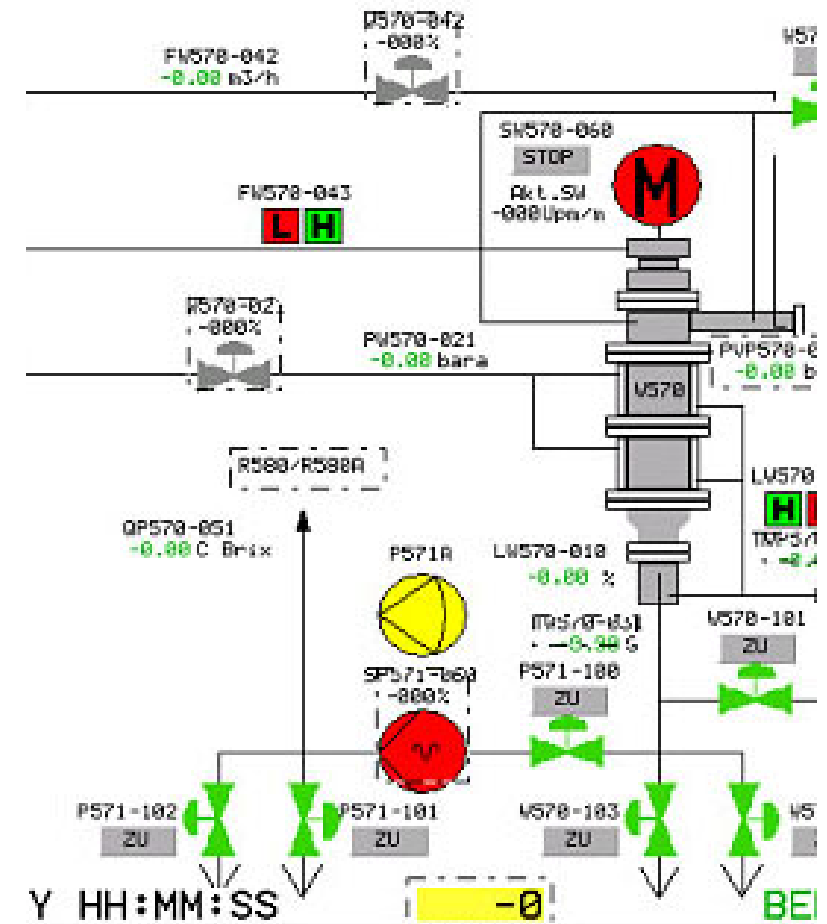 -000%
FW570-042
-0.00 m3/h
SW570-060
STOP
M
Akt.SW
-000Upm/m
FW570-043
L H
-000%
PW570-021
-0.00 bara
W570
R580/R580A
H
QP570-051
-0.00 C Brix
P571A
LW570-010
-0.00 %
W570-101
ZU
P571-100
ZU
SP571-060
-000%
P571-102
ZU
P571-101
ZU
W570-103
ZU
Y HH:MM:SS
-0